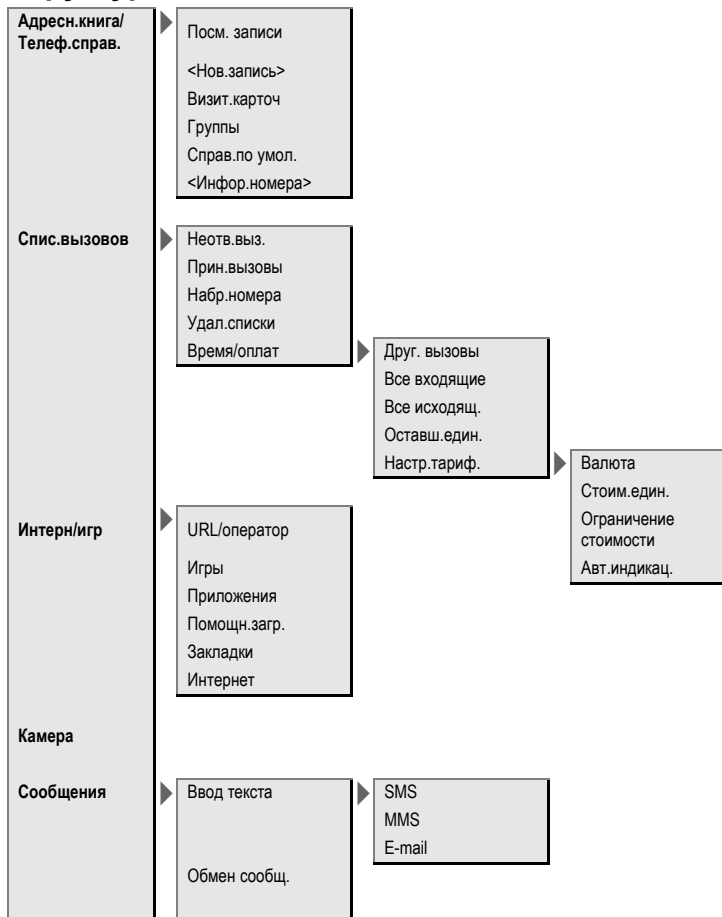 Адресн.книга/
Телеф.справ.
Посм. записи
<Нов.запись>
Визит.карточ
Группы
Справ.по умол.
<Инфор.номера>
Спис.вызовов
Неотв.выз.
Прин.вызовы
Набр.номера
Удал.списки
Время/оплат
Друг. вызовы
Все входящие
Все исходящ.
Оставш.един.
Настр.тариф.
Валюта
Стоим.един.
Ограничение
стоимости
Авт.индикац.
Интерн/игр
URL/оператор
Игры
Приложения
Помощн.загр.
Закладки
Интернет
Камера
Сообщения
Ввод текста
SMS
MMS
E-mail
Обмен сообщ.